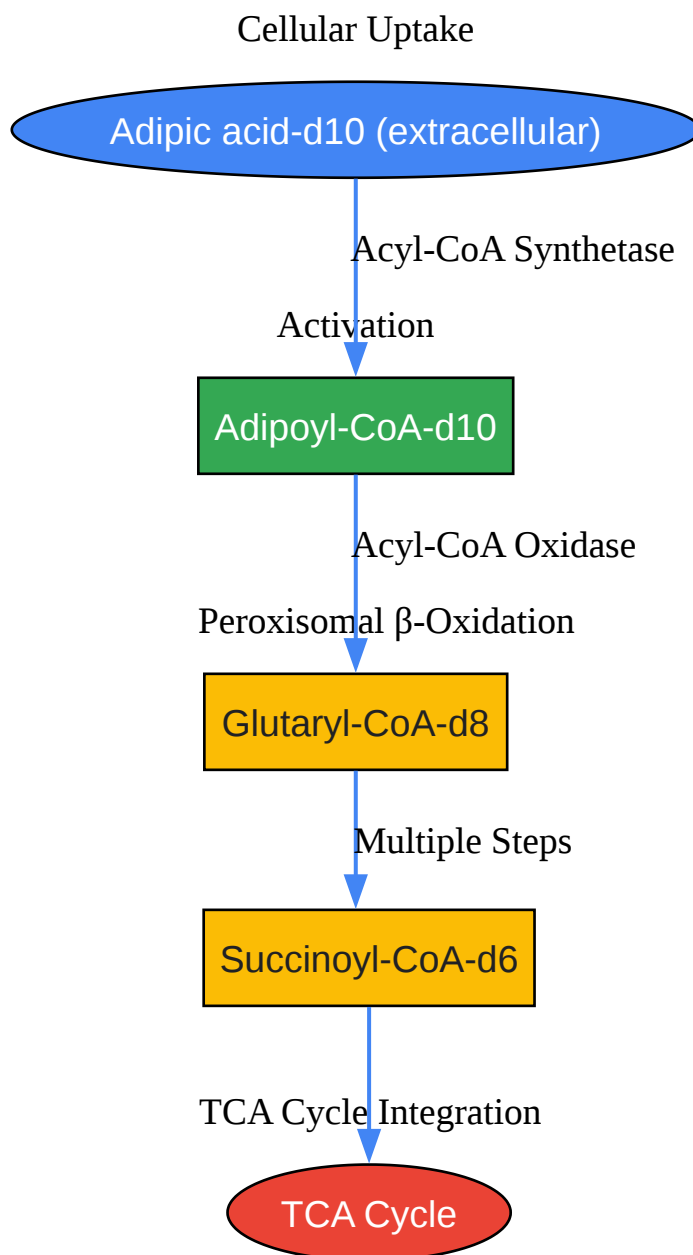 Cellular Uptake
Adipic acid-d10 (extracellular)
Acyl-CoA Synthetase
Activation
Adipoyl-CoA-d10
Acyl-CoA Oxidase
Peroxisomal β-Oxidation
Glutaryl-CoA-d8
Multiple Steps
Succinoyl-CoA-d6
TCA Cycle Integration
TCA Cycle